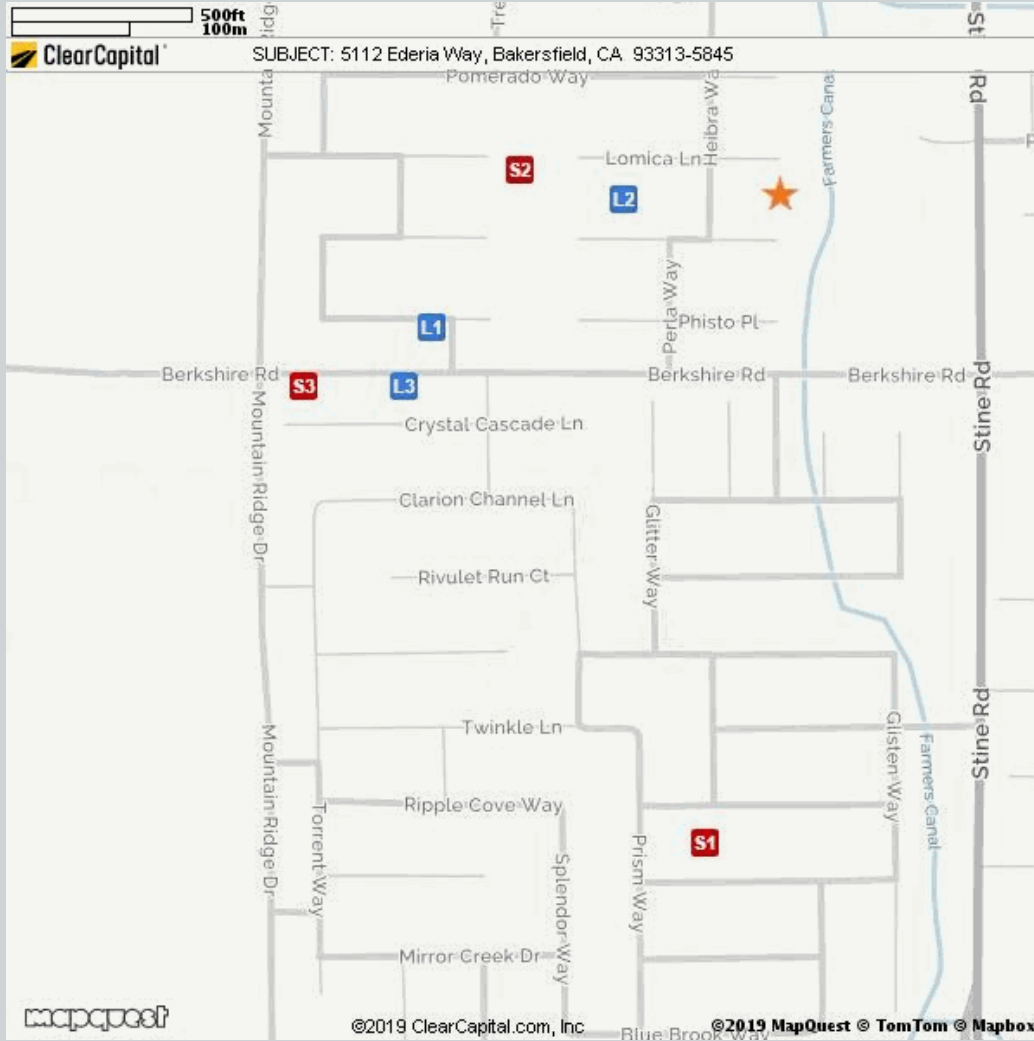 500ft
100m
ClearCapital
SUBJECT: 5112 Ederia Way, Bakersfield, CA 93313-5845
Pomerado Way
Farmers Canal
Rd
Lomica Ln
S2
L2
Perla Way
Phisto Pl
L1
Berkshire Rd
Berkshire Rd
Berkshire Rd
S3
L3
Stine Rd
Mountain Ridge Dr
Crystal Cascade Ln
Clarion Channel Ln
Glitter Way
Rivulet Run Ct
Twinkle Ln
Stine Rd
Mountain Ridge Dr
Glisten Way
Farmers Canal
Ripple Cove Way
Torrent Way
S1
Prism Way
Splendor Way
Mirror Creek Dr
mapquest
©2019 ClearCapital.com, Inc
©2019 MapQuest © TomTom © Mapbox
Blue Brook Way